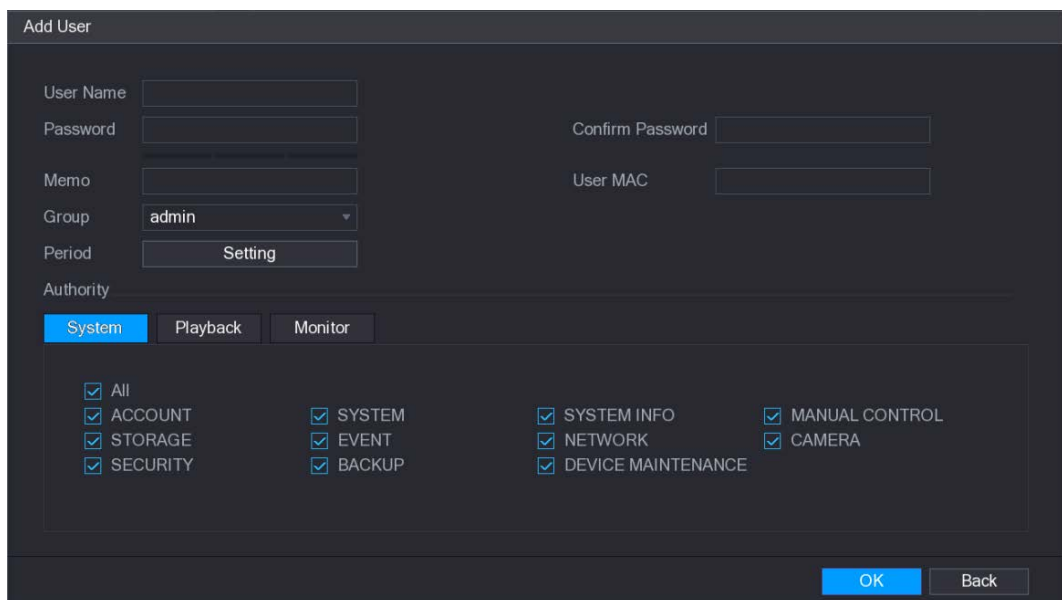 Add User
User Name
Password Confirm Password
Memo User MAC
Group admin
Period Setting
Authority
System Playback Monitor
All
ACCOUNT SYSTEM SYSTEM INFO MANUAL CONTROL
STORAGE EVENT NETWORK CAMERA
SECURITY BACKUP DEVICE MAINTENANCE
OK Back